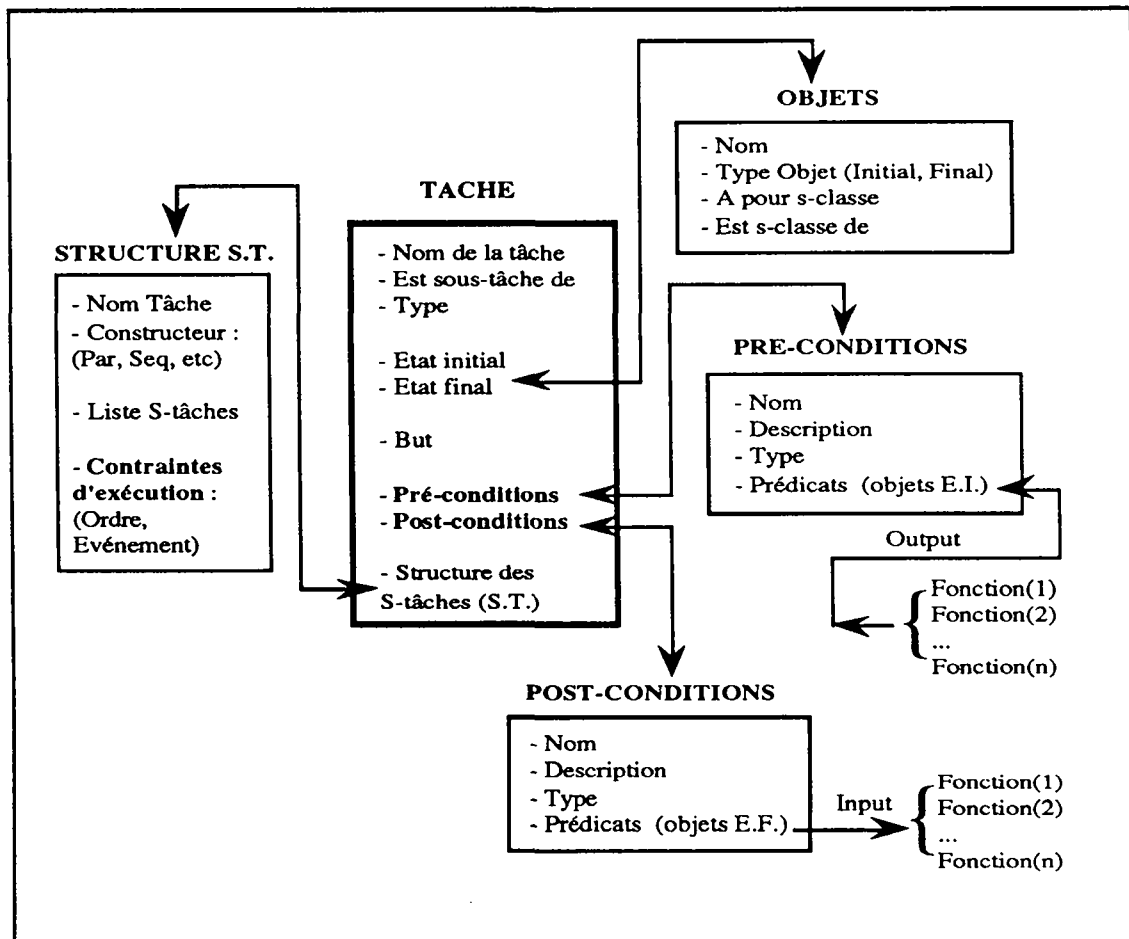 OBJETS
- Nom
- Type Objet (Initial, Final)
- A pour s-classe
- Est s-classe de
TACHE
- Nom de la tâche
- Est sous-tâche de
- Type
- Etat initial
- Etat final
- But
- Pré-conditions
- Post-conditions
- Structure des
S-tâches (S.T.)
STRUCTURE S.T.
- Nom Tâche
- Constructeur :
(Par, Seq, etc)
- Liste S-tâches
- Contraintes
d'exécution :
(Ordre,
Evénement)
PRE-CONDITIONS
- Nom
- Description
- Type
- Prédicats (objets E.I.)
Output
Fonction(1)
Fonction(2)
...
Fonction(n)
POST-CONDITIONS
- Nom
- Description
- Type
- Prédicats (objets E.F.)
Input
Fonction(1)
Fonction(2)
...
Fonction(n)